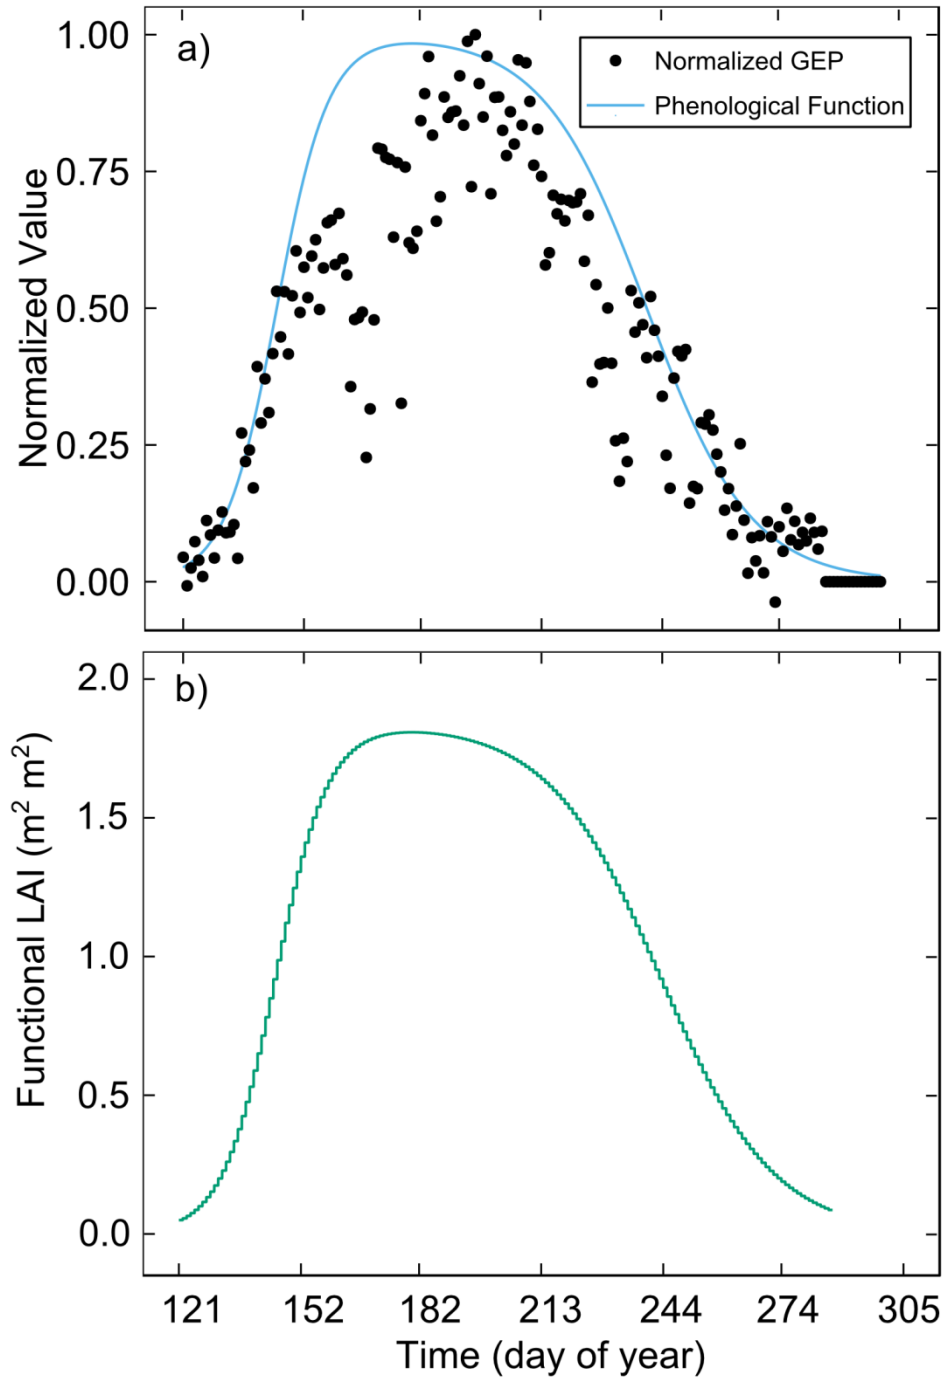 a)
Normalized GEP
Phenological Function
1.00
0.75
0.50
0.25
0.00
Normalized Value
b)
2.0
1.5
1.0
0.5
0.0
Functional LAI (m² m²)
121 152 182 213 244 274 305
Time (day of year)